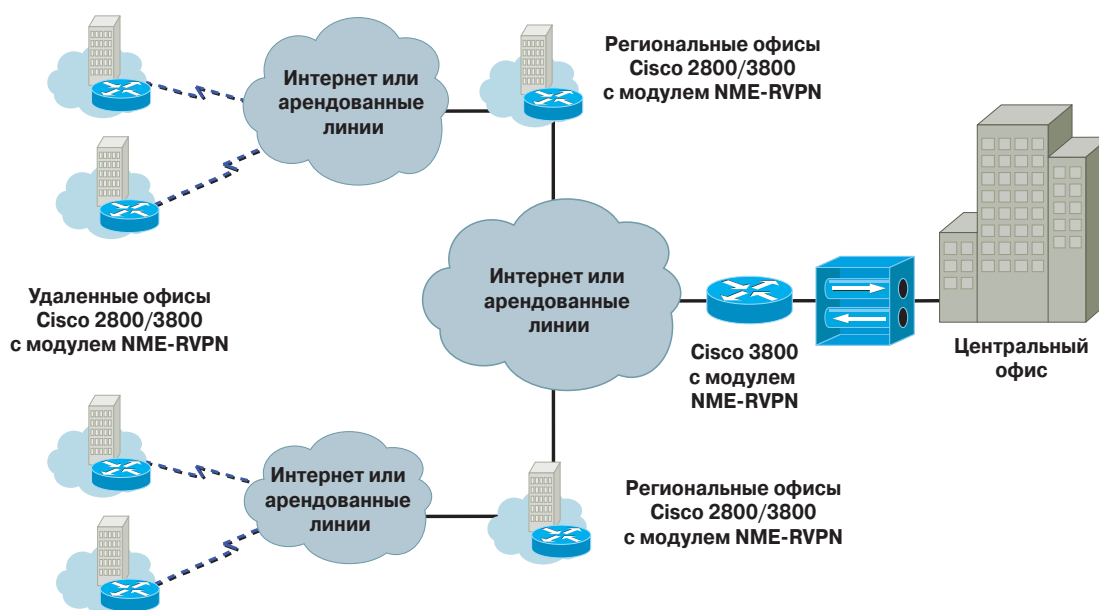 Интернет или
арендованные
линии
Региональные офисы
Cisco 2800/3800
с модулем NME-RVPN
Удаленные офисы
Cisco 2800/3800
с модулем NME-RVPN
Интернет или
арендованные
линии
Cisco 3800
с модулем
NME-RVPN
Центральный
офис
Интернет или
арендованные
линии
Региональные офисы
Cisco 2800/3800
с модулем NME-RVPN